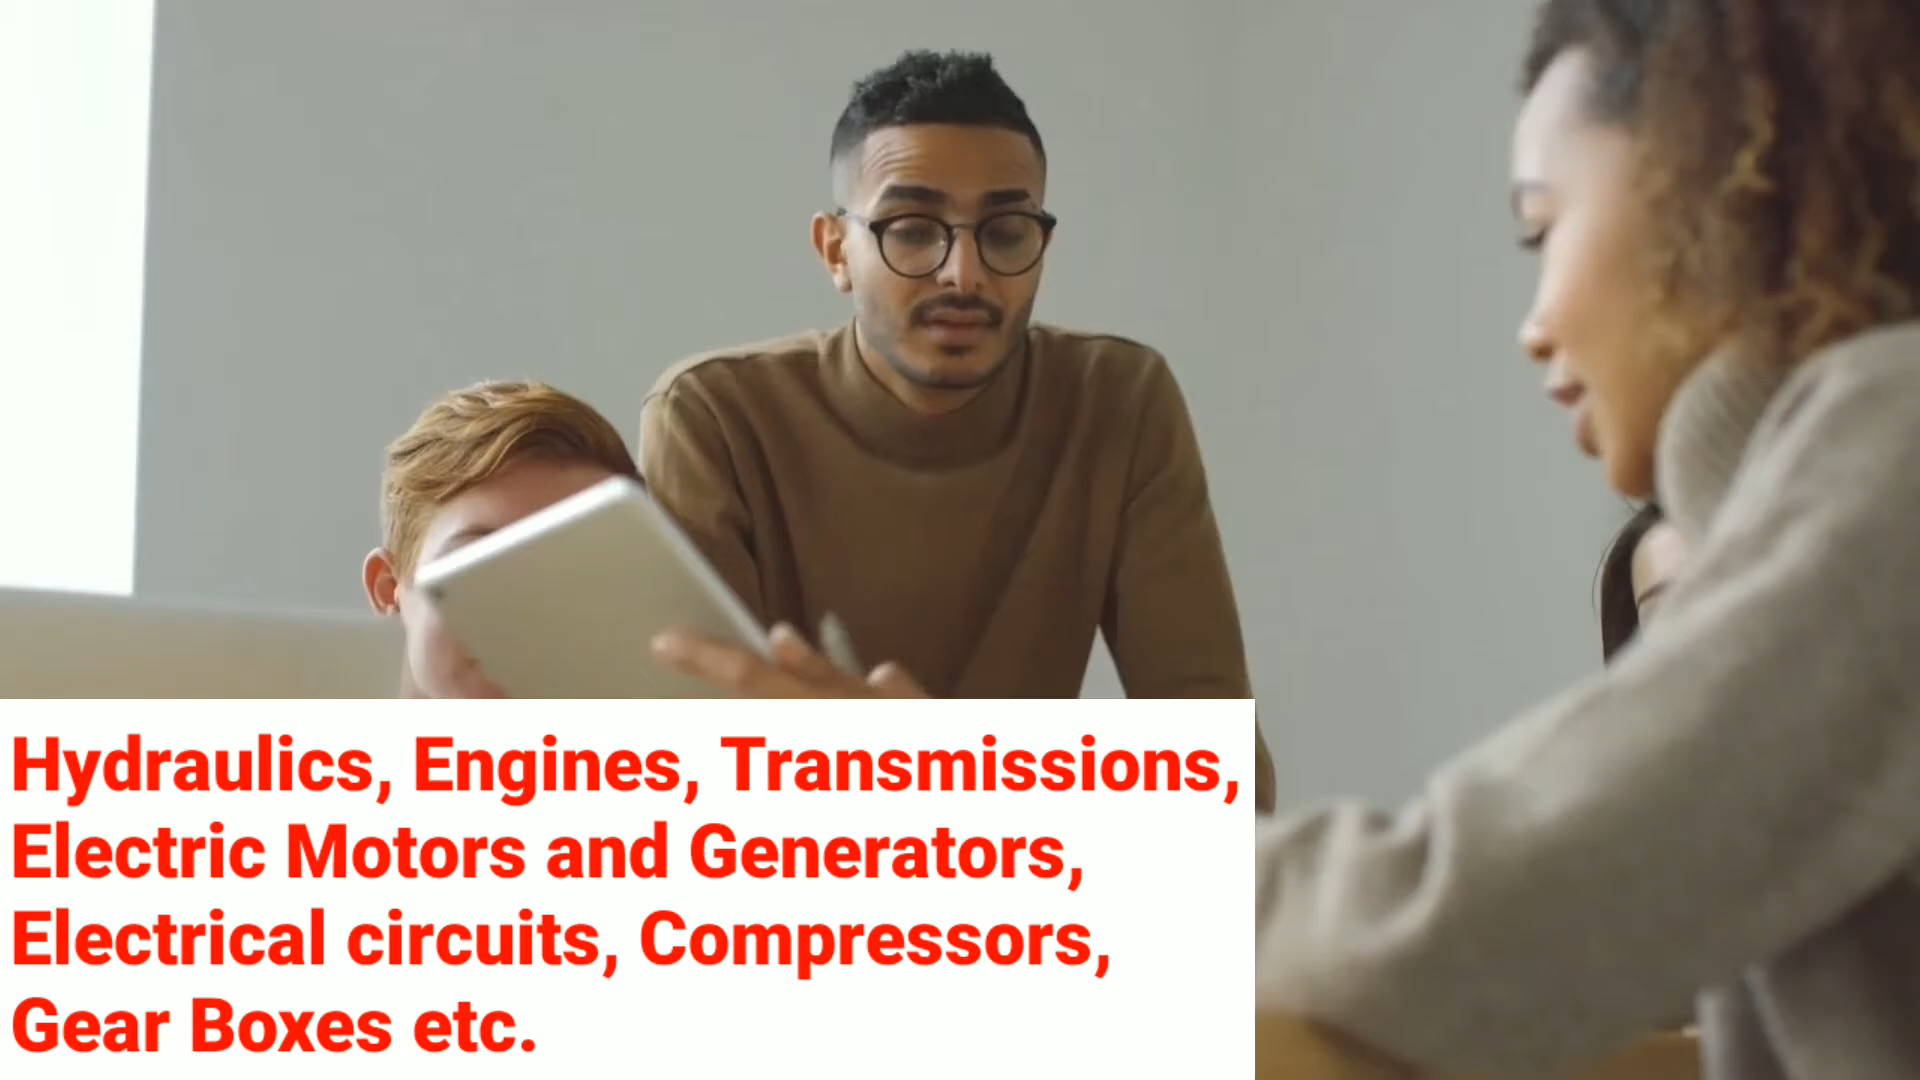 Hydraulics, Engines, Transmissions,
Electric Motors and Generators,
Electrical circuits, Compressors,
Gear Boxes etc.